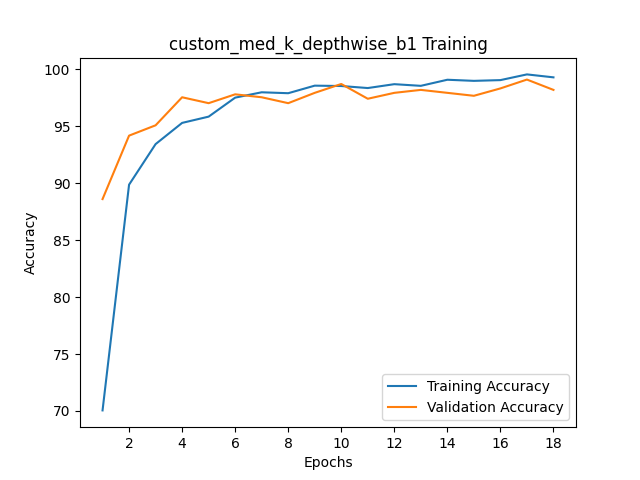 custom_med_k_depthwise_b1 Training
100
95
90
85
80
75
70
Accuracy
2 4 6 8 10 12 14 16 18
Epochs
Training Accuracy
Validation Accuracy